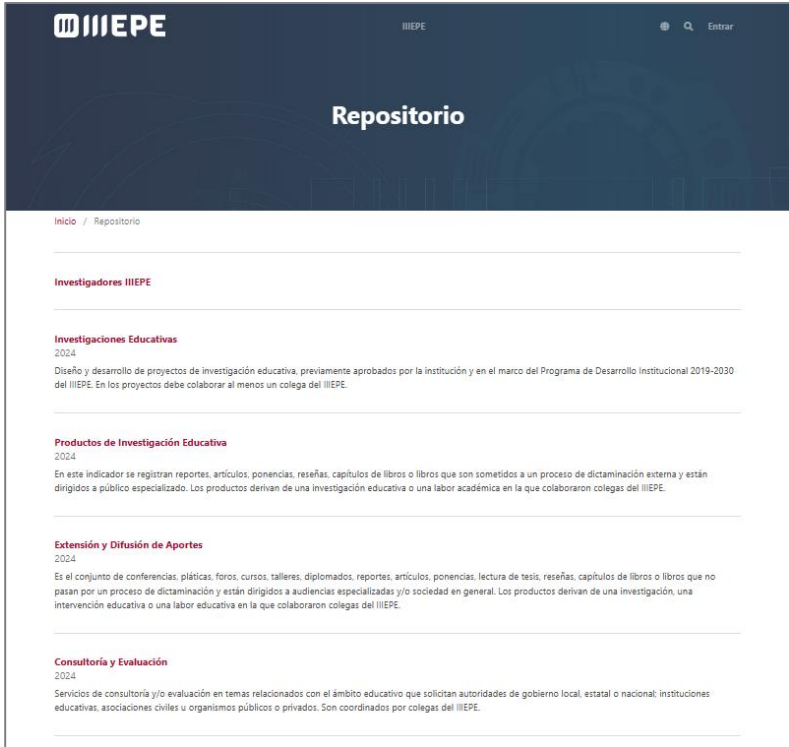 IIIEPE
IIIEPE
Entrar
Repositorio
Inicio / Repositorio
Investigadores IIIEPE
Investigaciones Educativas
2024
Diseño y desarrollo de proyectos de investigación educativa, previamente aprobados por la institución y en el marco del Programa de Desarrollo Institucional 2019-2030
del IIIEPE. En los proyectos debe colaborar al menos un colega del IIIEPE.
Productos de Investigación Educativa
2024
En este indicador se registran reportes, artículos, ponencias, reseñas, capítulos de libros o libros que son sometidos a un proceso de dictaminación externa y están
dirigidos a público especializado. Los productos derivan de una investigación educativa o una labor académica en la que colaboraron colegas del IIIEPE.
Extensión y Difusión de Aportes
2024
Es el conjunto de conferencias, pláticas, foros, cursos, talleres, diplomados, reportes, artículos, ponencias, lectura de tesis, reseñas, capítulos de libros o libros que no
pasan por un proceso de dictaminación y están dirigidos a audiencias especializadas y/o sociedad en general. Los productos derivan de una investigación, una
intervención educativa o una labor educativa en la que colaboraron colegas del IIIEPE.
Consultoría y Evaluación
2024
Servicios de consultoría y/o evaluación en temas relacionados con el ámbito educativo que solicitan autoridades de gobierno local, estatal o nacional; instituciones
educativas, asociaciones civiles u organismos públicos o privados. Son coordinados por colegas del IIIEPE.